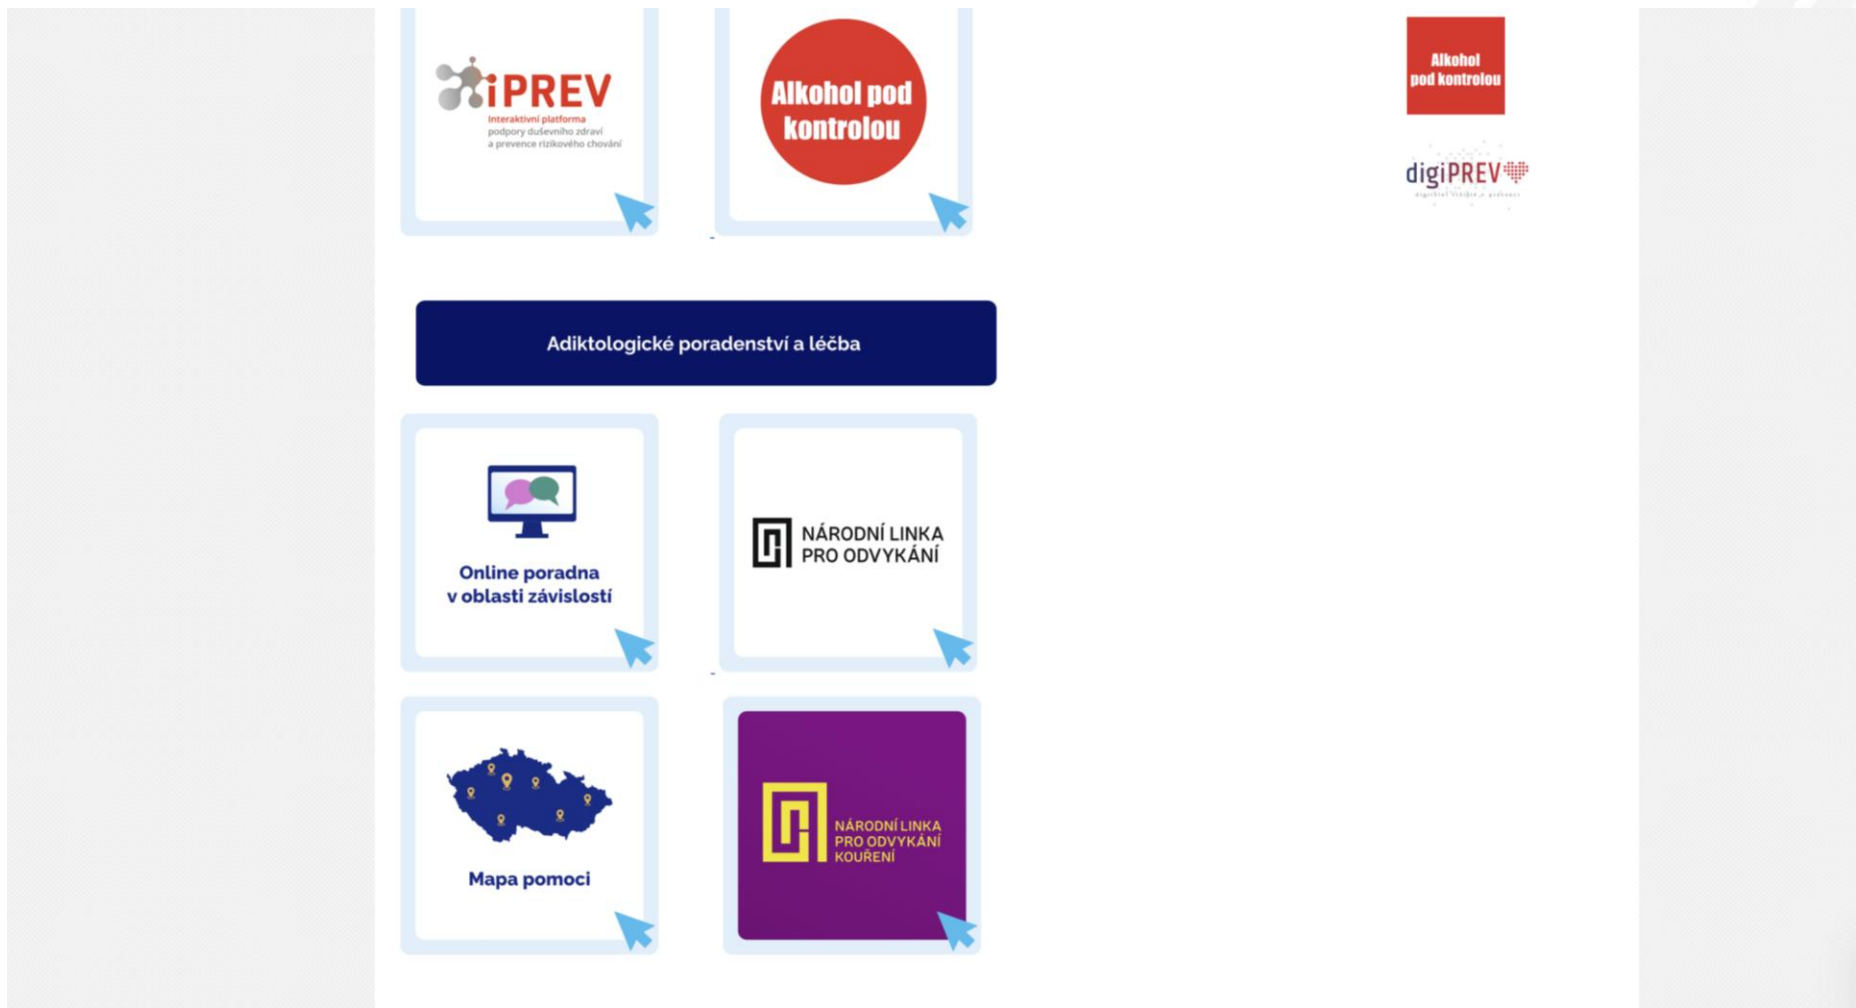 iPREV
Interaktivní platforma
podpory duševního zdraví
a prevence rizikového chování
Alkohol pod
kontrolou
Alkohol
pod kontrolou
digiPREV
Adiktologické poradenství a léčba
Online poradna
v oblasti závislostí
NÁRODNÍ LINKA
PRO ODVYKÁNÍ
Mapa pomoci
NÁRODNÍ LINKA
PRO ODVYKÁNÍ
KOUŘENÍ